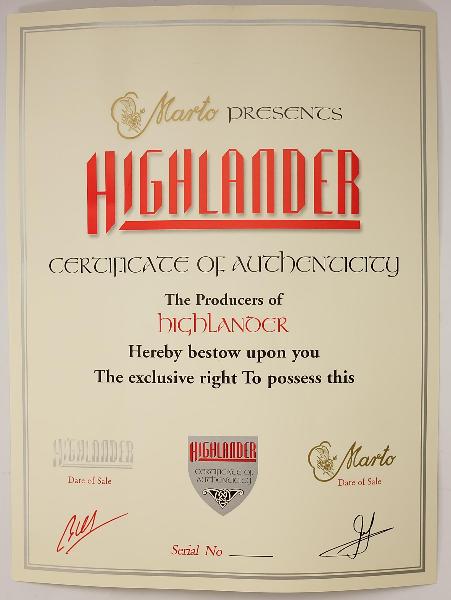 Marto PRESENTS
HIGHLANDER
CERTIFICATE OF AUTHENTICITY
The Producers of
HIGHLANDER
Hereby bestow upon you
The exclusive right To possess this
HIGHLANDER
Date of Sale
HIGHLANDER
CERTIFICATE OF
AUTHENTICITY
Marto
Date of Sale
Serial No